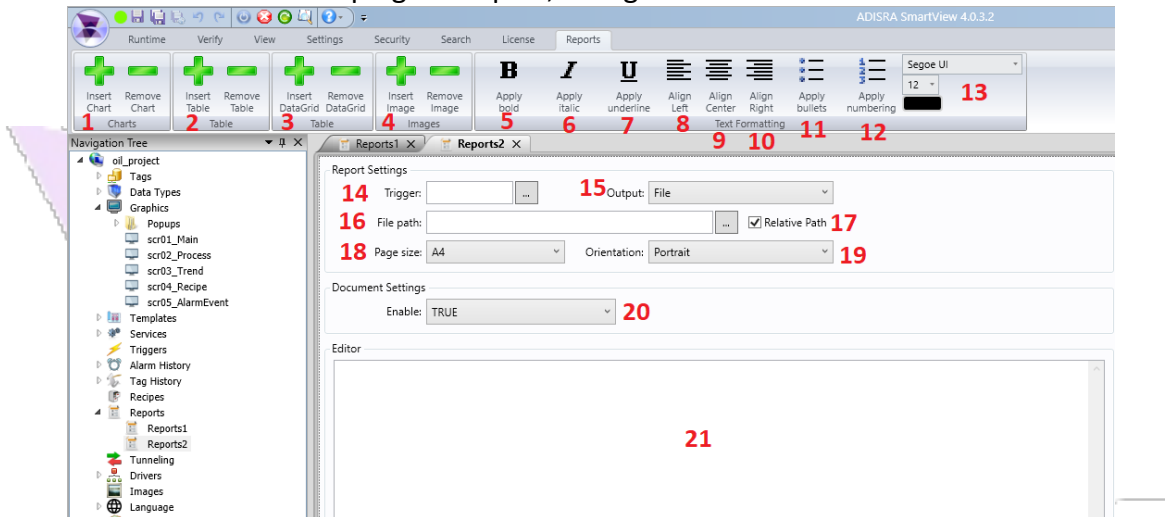 ADISRA SmartView 4.0.3.2
Runtime Verify View Settings Security Search License Reports
Insert Chart Remove Chart Insert Table Remove Table Insert DataGrid Remove DataGrid Insert Image Remove Image B Apply bold I Apply italic U Apply underline Align Left Align Center Align Right Apply bullets Apply numbering Segoe UI
12
13
1 Charts 2 Table 3 Table 4 Images 5 6 7 8 Text Formatting
9 10 11 12
Navigation Tree Reports1 Reports2
oil_project
Tags
Data Types
Graphics
Popups
scr01_Main
scr02_Process
scr03_Trend
scr04_Recipe
scr05_AlarmEvent
Templates
Services
Triggers
Alarm History
Tag History
Recipes
Reports
Reports1
Reports2
Tunneling
Drivers
Images
Language
Report Settings
14 Trigger: ... 15 Output: File
16 File path: ... Relative Path 17
18 Page size: A4 Orientation: Portrait 19
Document Settings
Enable: TRUE 20
Editor
21